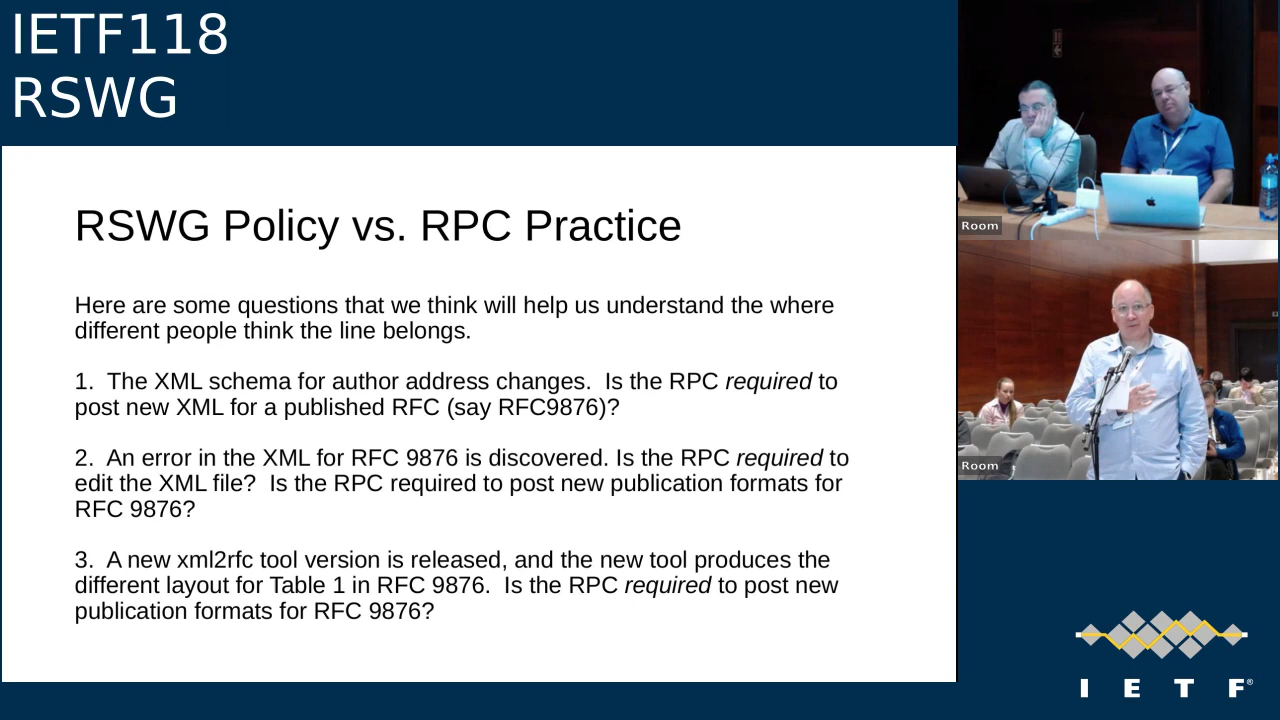 IETF118
RSWG
RSWG Policy vs. RPC Practice
Here are some questions that we think will help us understand the where
different people think the line belongs.
1.  The XML schema for author address changes.  Is the RPC required to
post new XML for a published RFC (say RFC9876)?
2.  An error in the XML for RFC 9876 is discovered. Is the RPC required to
edit the XML file?  Is the RPC required to post new publication formats for
RFC 9876?
3.  A new xml2rfc tool version is released, and the new tool produces the
different layout for Table 1 in RFC 9876.  Is the RPC required to post new
publication formats for RFC 9876?
Room
Room
I E T F®